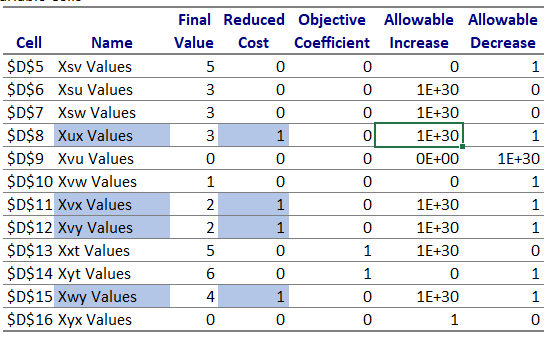 Final Reduced Objective Allowable Allowable
Cell Name Value Cost Coefficient Increase Decrease
$D$5 Xsv Values 5 0 0 0 1
$D$6 Xsu Values 3 0 0 1E+30 0
$D$7 Xsw Values 3 0 0 1E+30 0
$D$8 Xux Values 3 1 0 1E+30 1
$D$9 Xvu Values 0 0 0 0E+00 1E+30
$D$10 Xvw Values 1 0 0 0 1
$D$11 Xvx Values 2 1 0 1E+30 1
$D$12 Xvy Values 2 1 0 1E+30 1
$D$13 Xxt Values 5 0 1 1E+30 0
$D$14 Xyt Values 6 0 1 0 1
$D$15 Xwy Values 4 1 0 1E+30 1
$D$16 Xyx Values 0 0 0 1 0